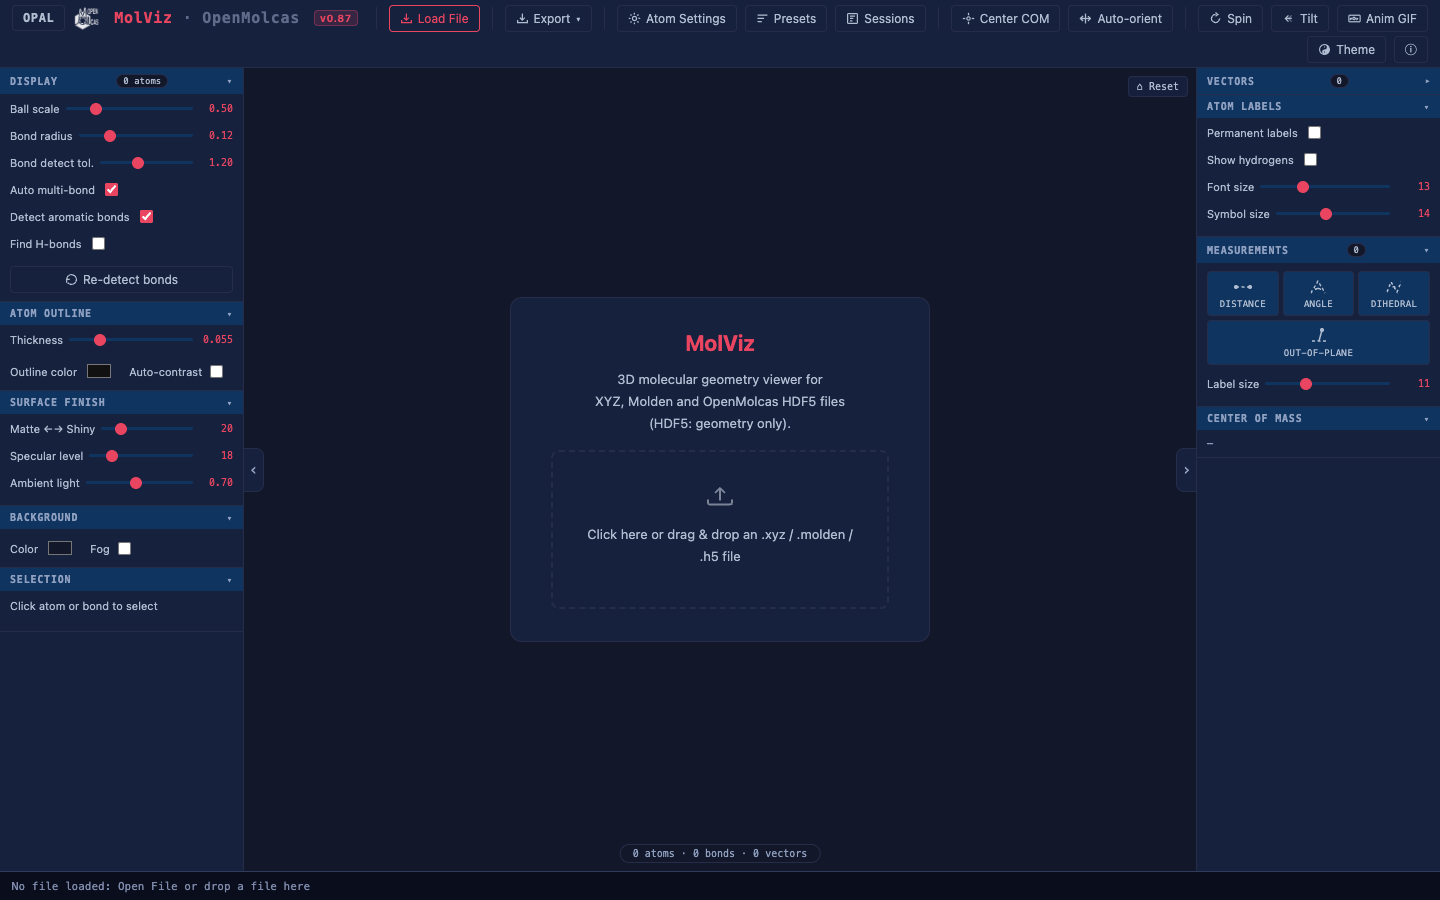 OPAL MolViz · OpenMolcas v0.87 Load File Export Atom Settings Presets Sessions Center COM Auto-orient Spin Tilt Anim GIF
Theme
DISPLAY 0 atoms
Ball scale 0.50
Bond radius 0.12
Bond detect tol. 1.20
Auto multi-bond
Detect aromatic bonds
Find H-bonds
Re-detect bonds
ATOM OUTLINE
Thickness 0.055
Outline color Auto-contrast
SURFACE FINISH
Matte ↔ Shiny 20
Specular level 18
Ambient light 0.70
BACKGROUND
Color Fog
SELECTION
Click atom or bond to select
Reset
MolViz
3D molecular geometry viewer for
XYZ, Molden and OpenMolcas HDF5 files
(HDF5: geometry only).
Click here or drag & drop an .xyz / .molden /
.h5 file
0 atoms · 0 bonds · 0 vectors
VECTORS 0
ATOM LABELS
Permanent labels
Show hydrogens
Font size 13
Symbol size 14
MEASUREMENTS 0
DISTANCE ANGLE DIHEDRAL
OUT-OF-PLANE
Label size 11
CENTER OF MASS
—
No file loaded: Open File or drop a file here